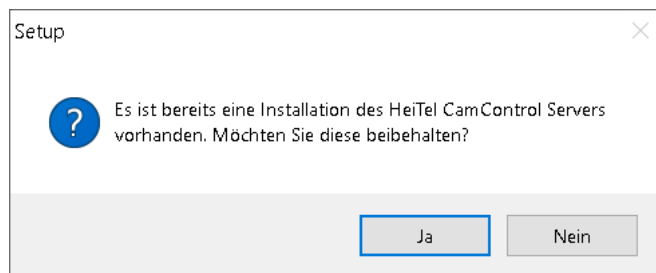 Setup
Es ist bereits eine Installation des HeiTel CamControl Servers
vorhanden. Möchten Sie diese beibehalten?
Ja
Nein